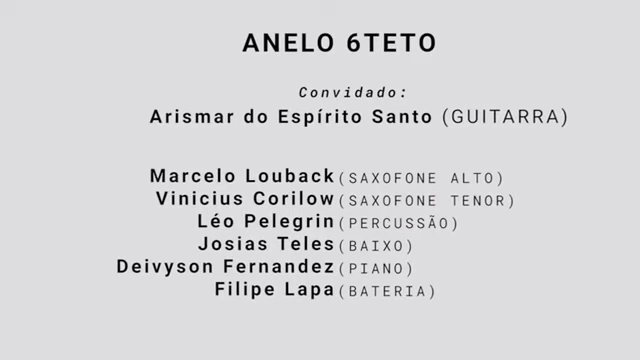 ANELO 6TETO
Convidado:
Arismar do Espírito Santo (GUITARRA)
Marcelo Louback (SAXOFONE ALTO)
Vinicius Corilow (SAXOFONE TENOR)
Léo Pelegrin (PERCUSSÃO)
Josias Teles (BAIXO)
Deivyson Fernandez (PIANO)
Filipe Lapa (BATERIA)